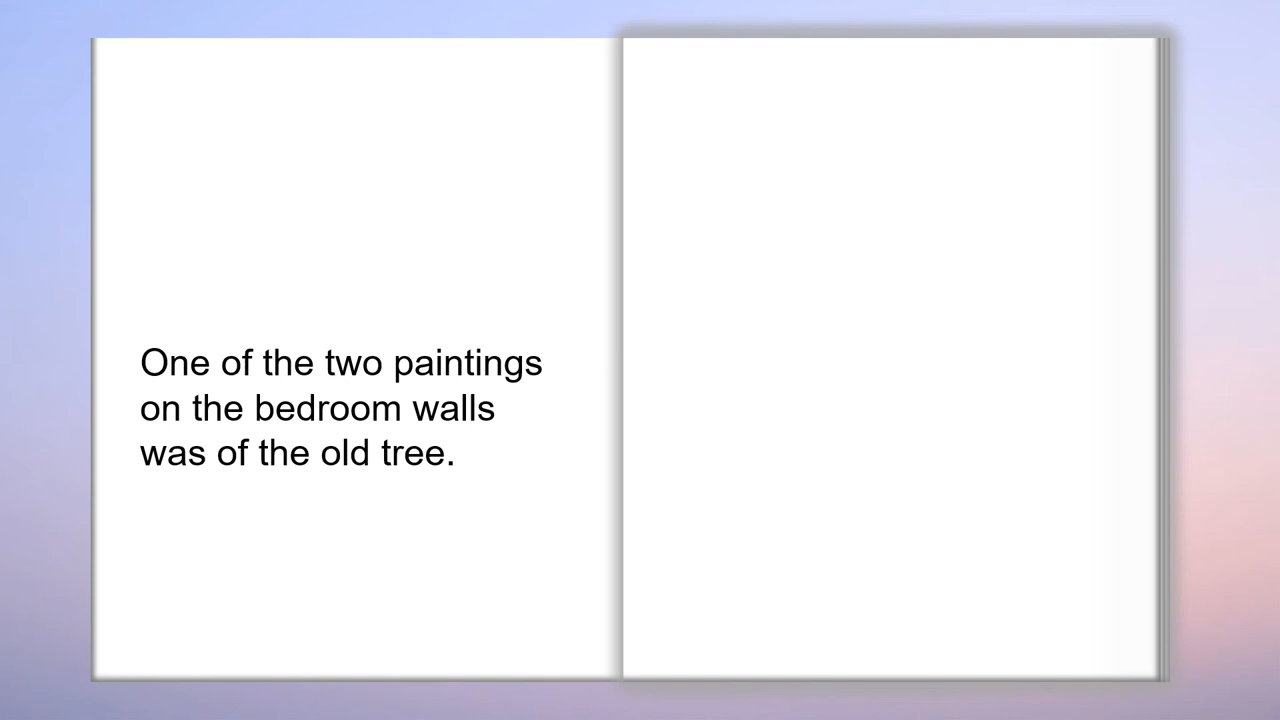 One of the two paintings
on the bedroom walls
was of the old tree.